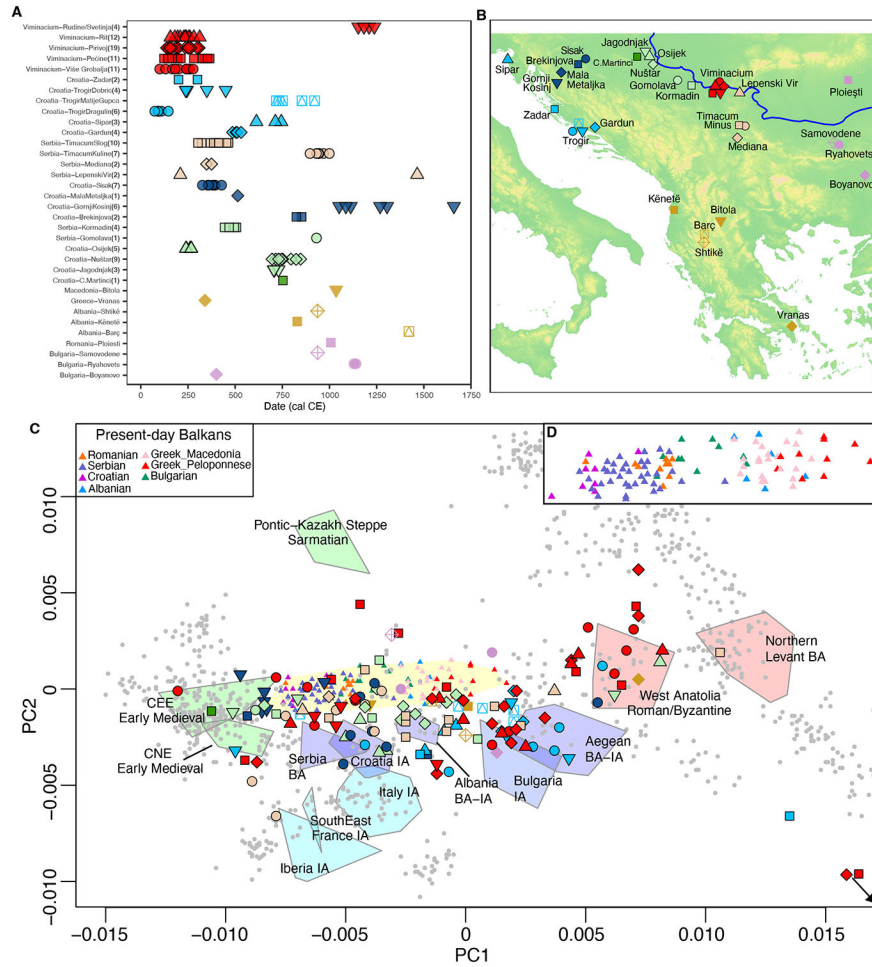 A
Viminacium−Rudine/Svetinja(4)
Viminacium−Rit(12)
Viminacium−Pirivoj(19)
Viminacium−Pećine(11)
Viminacium−Više Grobalja(11)
Croatia−Zadar(2)
Croatia−TrogirDobric(4)
Croatia−TrogirMatijeGupca
Croatia−TrogirDragulin(6)
Croatia−Sipar(3)
Croatia−Gardun(4)
Serbia−TimacumSlog(10)
Serbia−TimacumKuline(7)
Serbia−Mediana(2)
Serbia−LepenskiVir(2)
Croatia−Sisak(7)
Croatia−MalaMetaljka(1)
Croatia−GornjiKosinj(6)
Croatia−Brekinjova(2)
Serbia−Kormadin(4)
Serbia−Gomolava(1)
Croatia−Osijek(5)
Croatia−Nuštar(9)
Croatia−Jagodnjak(3)
Croatia−C.Martinci(1)
Macedonia−Bitola
Greece−Vranas
Albania−Shtikë
Albania−Kënetë
Albania−Barç
Romania−Ploiesti
Bulgaria−Samovodene
Bulgaria−Ryahovets
Bulgaria−Boyanovo
0 250 500 750 1000 1250 1500 1750
Date (cal CE)
B
Sipar
Brekinjova
Sisak
Jagodnjak
Osijek
C.Martinci
Gornji
Kosinj
Mala
Metaljka
Nuštar
Gomolava
Kormadin
Viminacium
Lepenski Vir
Ploieşti
Zadar
Gardun
Trogir
Timacum
Minus
Mediana
Samovodene
Ryahovets
Boyanovo
Kënetë
Bitola
Barç
Shtikë
Vranas
C
Present-day Balkans
Romanian
Serbian
Croatian
Albanian
Greek_Macedonia
Greek_Peloponnese
Bulgarian
D
Pontic−Kazakh Steppe
Sarmatian
Northern
Levant BA
West Anatolia
Roman/Byzantine
CEE
Early Medieval
CNE
Early Medieval
Serbia
BA
Croatia IA
Albania
BA−IA
Bulgaria
IA
Aegean
BA−IA
Italy IA
SouthEast
France IA
Iberia IA
PC2
0.010
0.005
0
−0.005
−0.010
−0.015 −0.010 −0.005 0 0.005 0.010 0.015
PC1